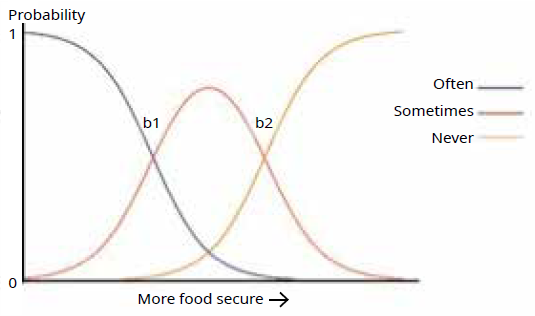 Probability
1
b1
b2
Often
Sometimes
Never
0
More food secure →